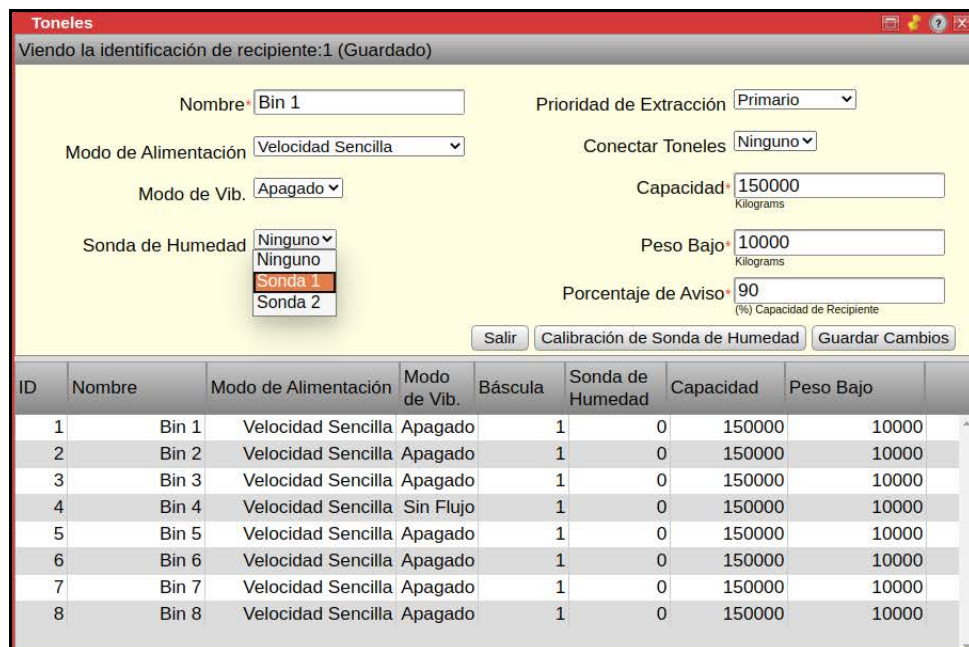 Toneles
Viendo la identificación de recipiente:1 (Guardado)
Nombre* Bin 1
Prioridad de Extracción Primario
Modo de Alimentación Velocidad Sencilla
Conectar Toneles Ninguno
Modo de Vib. Apagado
Capacidad* 150000
Kilograms
Sonda de Humedad Ninguno
Ninguno
Sonda 1
Sonda 2
Peso Bajo* 10000
Kilograms
Porcentaje de Aviso* 90
(%) Capacidad de Recipiente
Salir Calibración de Sonda de Humedad Guardar Cambios
ID Nombre Modo de Alimentación Modo de Vib. Báscula Sonda de Humedad Capacidad Peso Bajo
1 Bin 1 Velocidad Sencilla Apagado 1 0 150000 10000
2 Bin 2 Velocidad Sencilla Apagado 1 0 150000 10000
3 Bin 3 Velocidad Sencilla Apagado 1 0 150000 10000
4 Bin 4 Velocidad Sencilla Sin Flujo 1 0 150000 10000
5 Bin 5 Velocidad Sencilla Apagado 1 0 150000 10000
6 Bin 6 Velocidad Sencilla Apagado 1 0 150000 10000
7 Bin 7 Velocidad Sencilla Apagado 1 0 150000 10000
8 Bin 8 Velocidad Sencilla Apagado 1 0 150000 10000